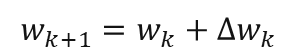 w_{k+1} = w_k + Δw_k